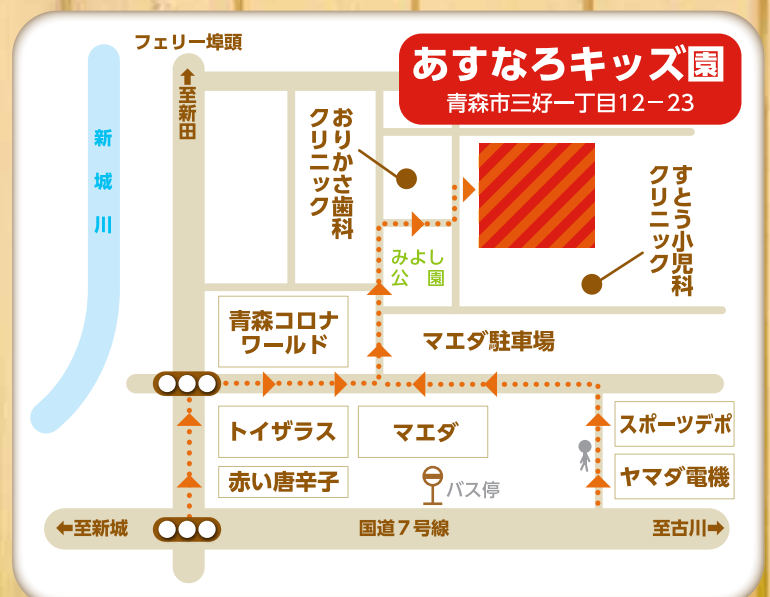 フェリー埠頭
あすなろキッズ園
青森市三好一丁目12－23
至新田
新城川
おりかさ歯科
クリニック
すとう小児科
クリニック
みよし
公園
青森コロナ
ワールド
マエダ駐車場
トイザラス
マエダ
スポーツデポ
赤い唐辛子
バス停
ヤマダ電機
←至新城
国道７号線
至古川→